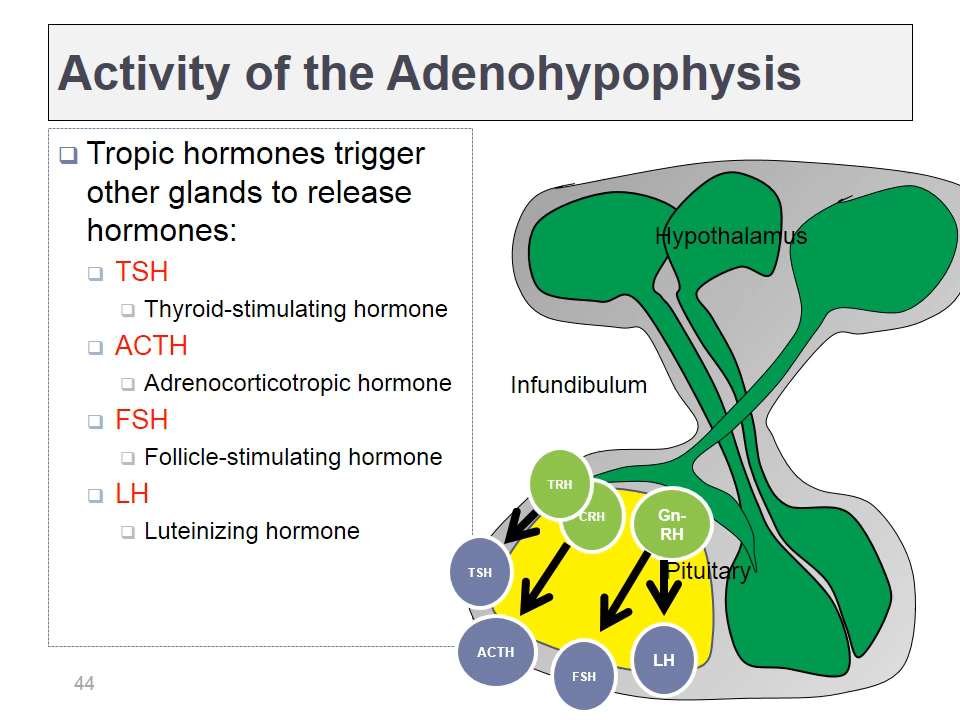 Activity of the Adenohypophysis
Tropic hormones trigger
other glands to release
hormones:
TSH
Thyroid-stimulating hormone
ACTH
Adrenocorticotropic hormone
FSH
Follicle-stimulating hormone
LH
Luteinizing hormone
Hypothalamus
Infundibulum
TRH
CRH
Gn-
RH
Pituitary
TSH
ACTH
FSH
LH
44